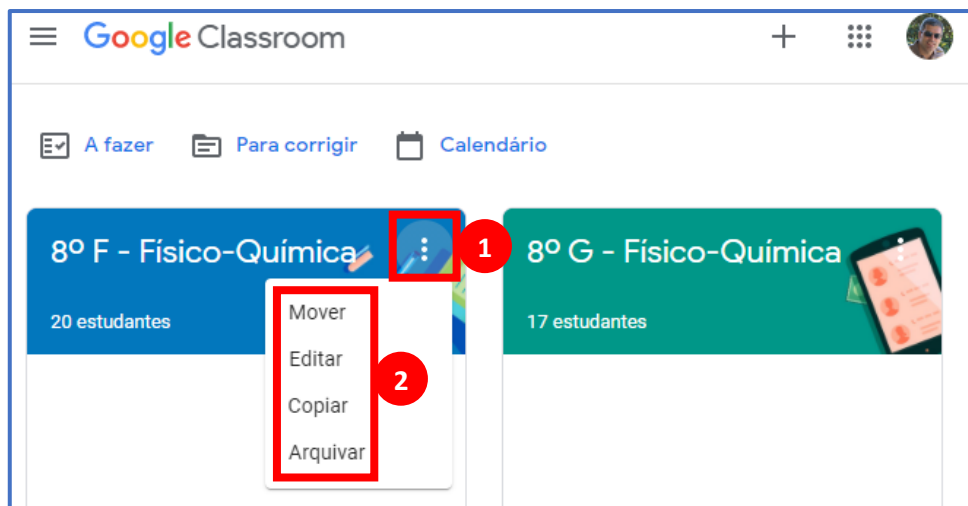 Google Classroom
A fazer
Para corrigir
Calendário
8º F - Físico-Química
1
8º G - Físico-Química
20 estudantes
17 estudantes
Mover
Editar
2
Copiar
Arquivar